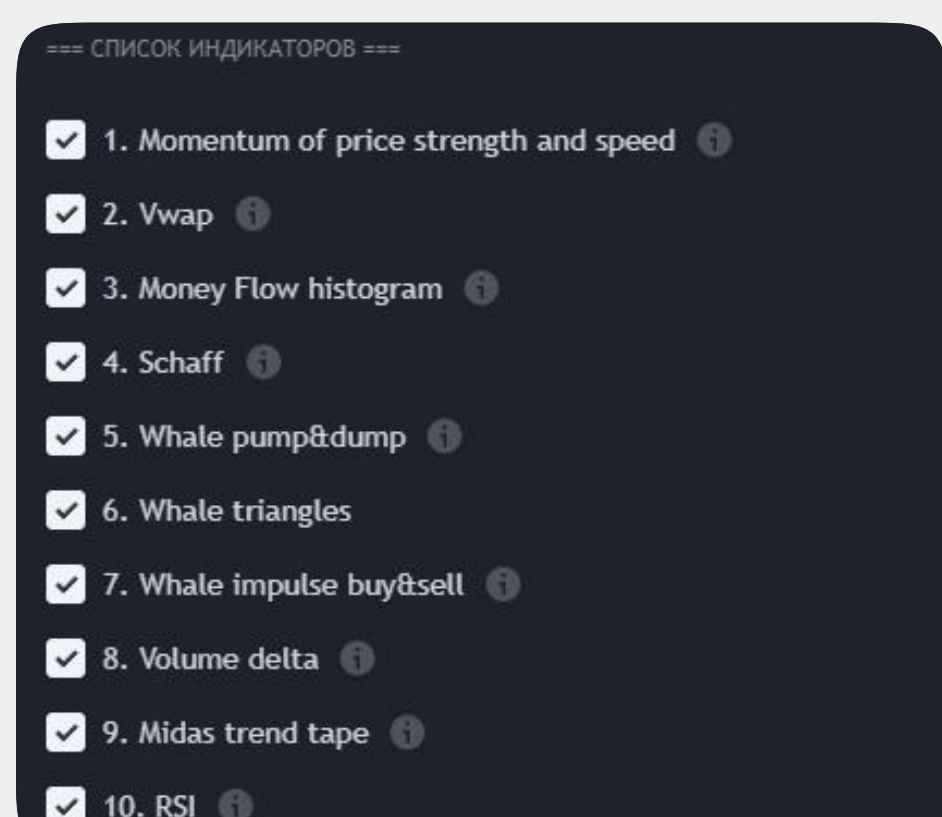 === СПИСОК ИНДИКАТОРОВ ===
1. Momentum of price strength and speed
2. Vwap
3. Money Flow histogram
4. Schaff
5. Whale pump&dump
6. Whale triangles
7. Whale impulse buy&sell
8. Volume delta
9. Midas trend tape
10. RSI